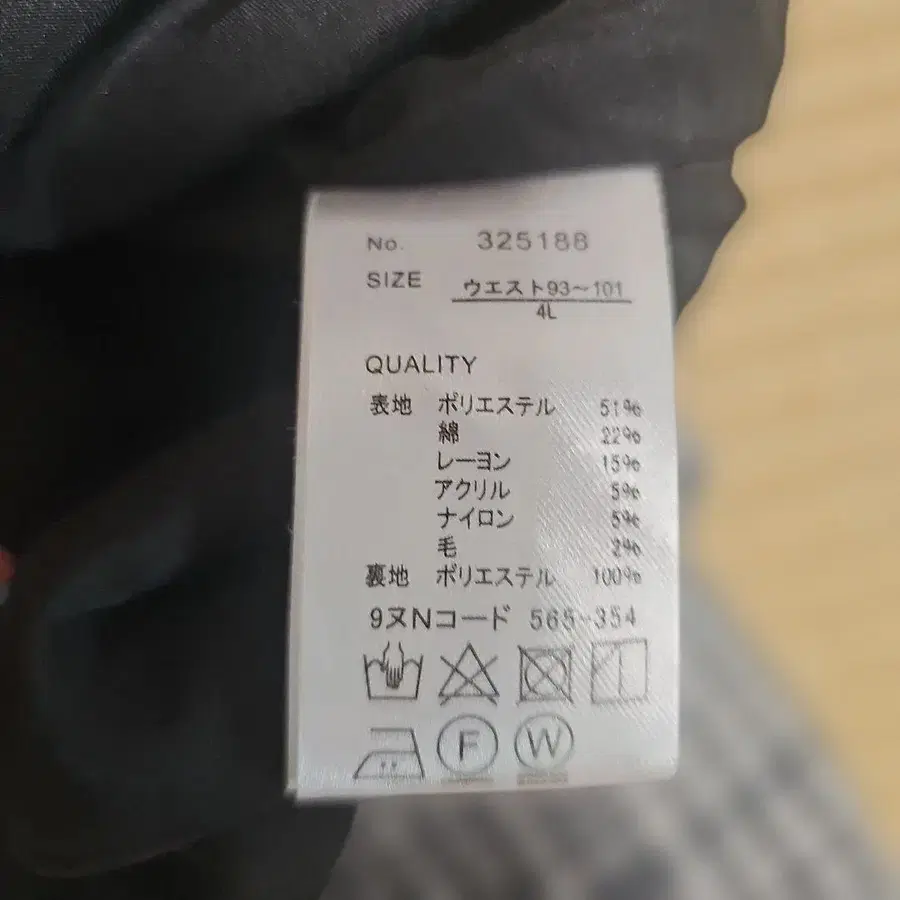 No. 325188
SIZE ウエスト93～101
4L
QUALITY
表地 ポリエステル 51%
綿 22%
レーヨン 15%
アクリル 5%
ナイロン 5%
毛 2%
裏地 ポリエステル 100%
9ヌNコード 565-354
F W